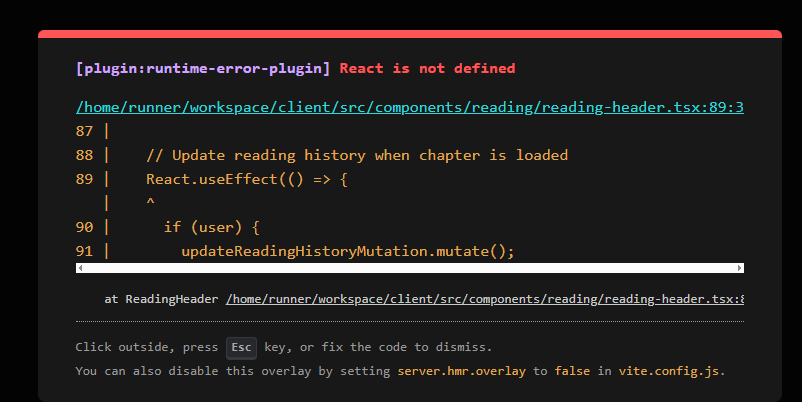 [plugin:runtime-error-plugin] React is not defined
/home/runner/workspace/client/src/components/reading/reading-header.tsx:89:3
87 |
88 |    // Update reading history when chapter is loaded
89 |    React.useEffect(() => {
   |    ^
90 |      if (user) {
91 |        updateReadingHistoryMutation.mutate();
at ReadingHeader /home/runner/workspace/client/src/components/reading/reading-header.tsx:8
Click outside, press Esc key, or fix the code to dismiss.
You can also disable this overlay by setting server.hmr.overlay to false in vite.config.js.